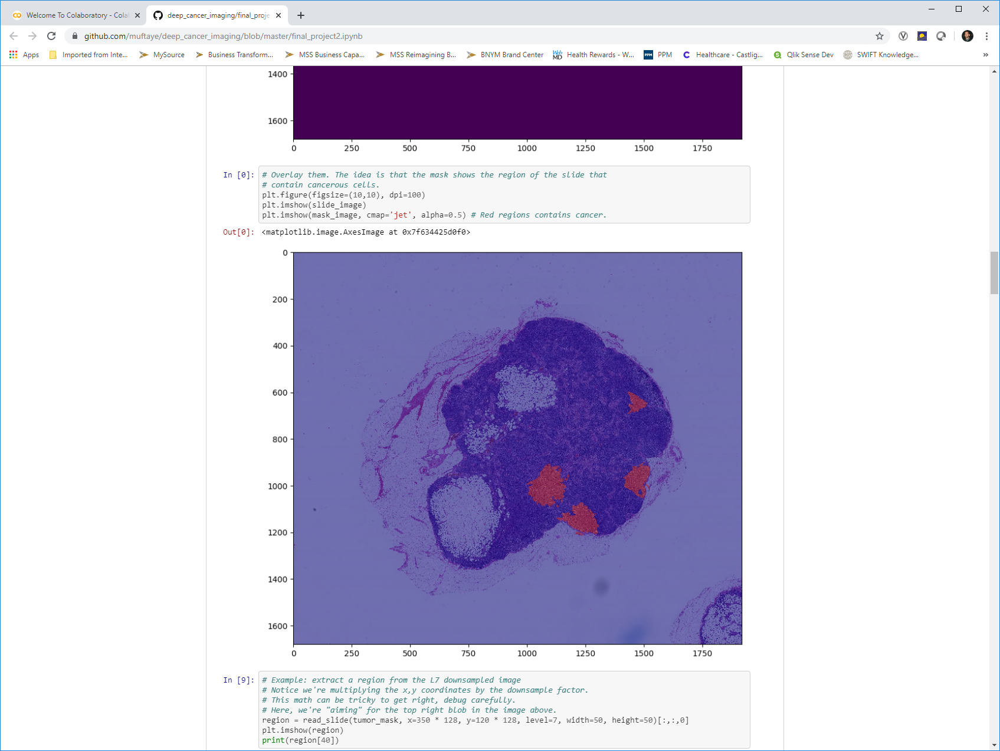 Welcome To Colaboratory - Cola
deep_cancer_imaging/final_proje
github.com/muftaye/deep_cancer_imaging/blob/master/final_project2.ipynb
Apps
Imported from Inte...
MySource
Business Transform...
MSS Business Capa...
MSS Reimagining B...
BNYM Brand Center
Web MD
Health Rewards - W...
PPM
PPM
Healthcare - Castlig...
Qlik Sense Dev
SWIFT Knowledge...
»
1400
1600
0 250 500 750 1000 1250 1500 1750
In [0]:
# Overlay them. The idea is that the mask shows the region of the slide that
# contain cancerous cells.
plt.figure(figsize=(10,10), dpi=100)
plt.imshow(slide_image)
plt.imshow(mask_image, cmap='jet', alpha=0.5) # Red regions contains cancer.
Out[0]: <matplotlib.image.AxesImage at 0x7f634425d0f0>
0
200
400
600
800
1000
1200
1400
1600
0 250 500 750 1000 1250 1500 1750
In [9]:
# Example: extract a region from the L7 downsampled image
# Notice we're multiplying the x,y coordinates by the downsample factor.
# This math can be tricky to get right, debug carefully.
# Here, we're "aiming" for the top right blob in the image above.
region = read_slide(tumor_mask, x=350 * 128, y=120 * 128, level=7, width=50, height=50)[:,:,0]
plt.imshow(region)
print(region[40])